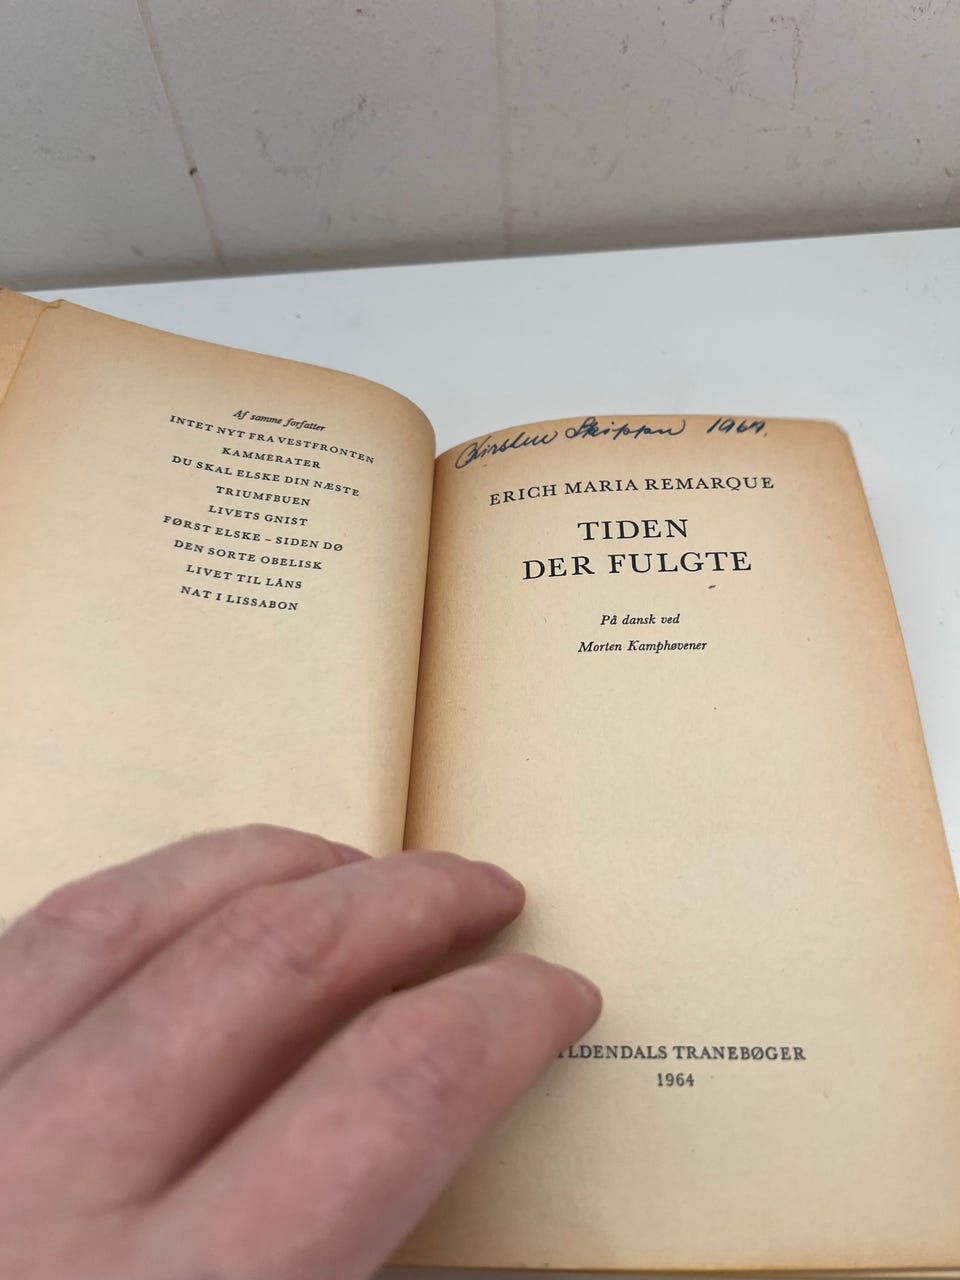 Af samme forfatter
INTET NYT FRA VESTFRONTEN
KAMMERATER
DU SKAL ELSKE DIN NÆSTE
TRIUMFBUEN
LIVETS GNIST
FØRST ELSKE – SIDEN DØ
DEN SORTE OBELISK
LIVET TIL LÅNS
NAT I LISSABON
Kirsten 1964.
ERICH MARIA REMARQUE
TIDEN
DER FULGTE
På dansk ved
Morten Kamphøvener
LDENDALS TRANEBØGER
1964